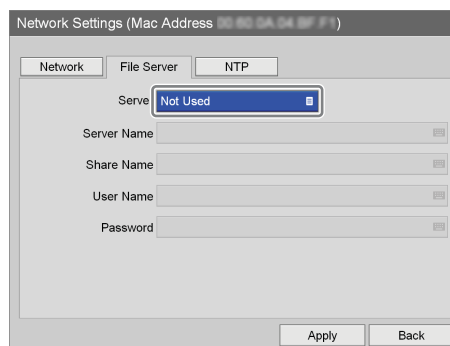 Network Settings (Mac Address )
Network File Server NTP
Serve Not Used
Server Name
Share Name
User Name
Password
Apply Back